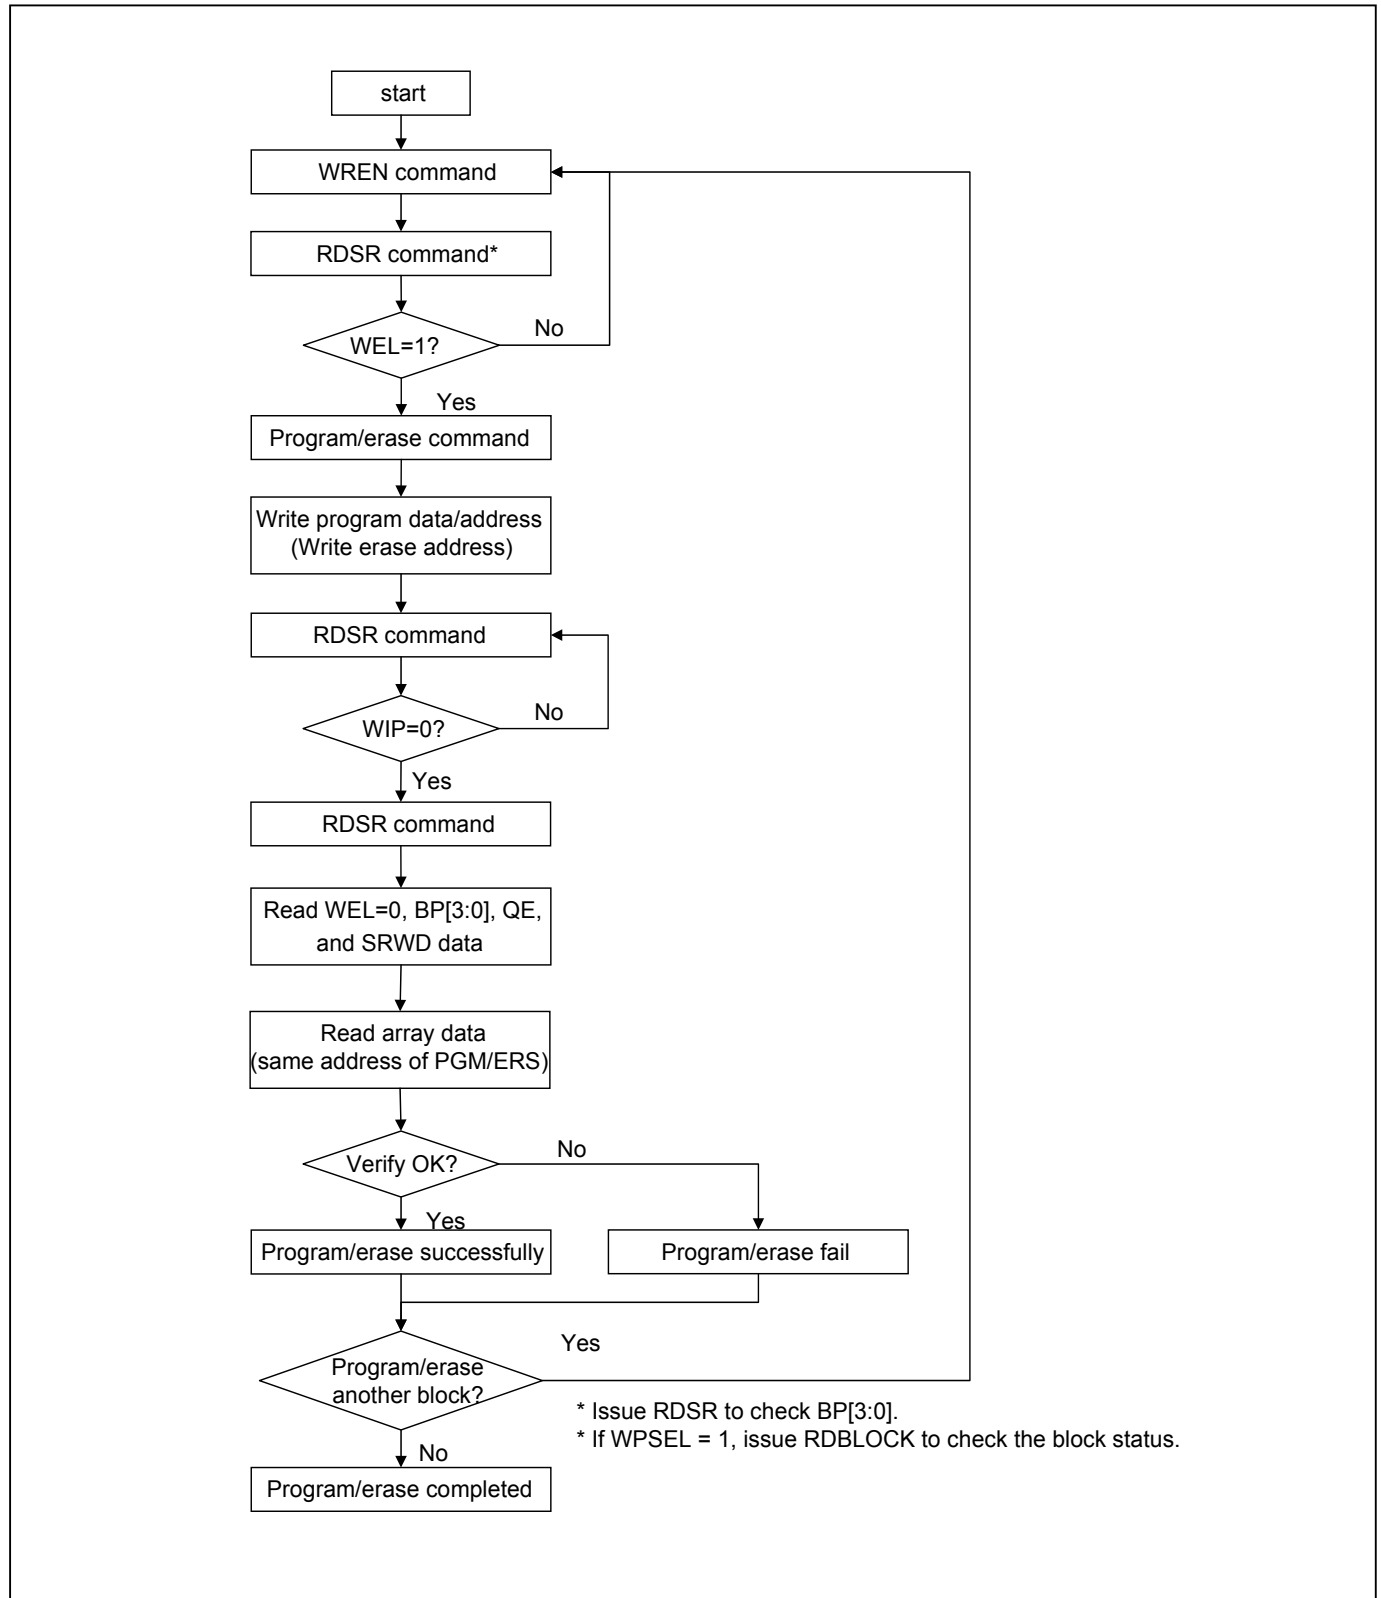 start
WREN command
RDSR command*
WEL=1?
No
Yes
Program/erase command
Write program data/address
(Write erase address)
RDSR command
WIP=0?
No
Yes
RDSR command
Read WEL=0, BP[3:0], QE,
and SRWD data
Read array data
(same address of PGM/ERS)
Verify OK?
No
Yes
Program/erase successfully
Program/erase fail
Program/erase
another block?
Yes
* Issue RDSR to check BP[3:0].
* If WPSEL = 1, issue RDBLOCK to check the block status.
No
Program/erase completed